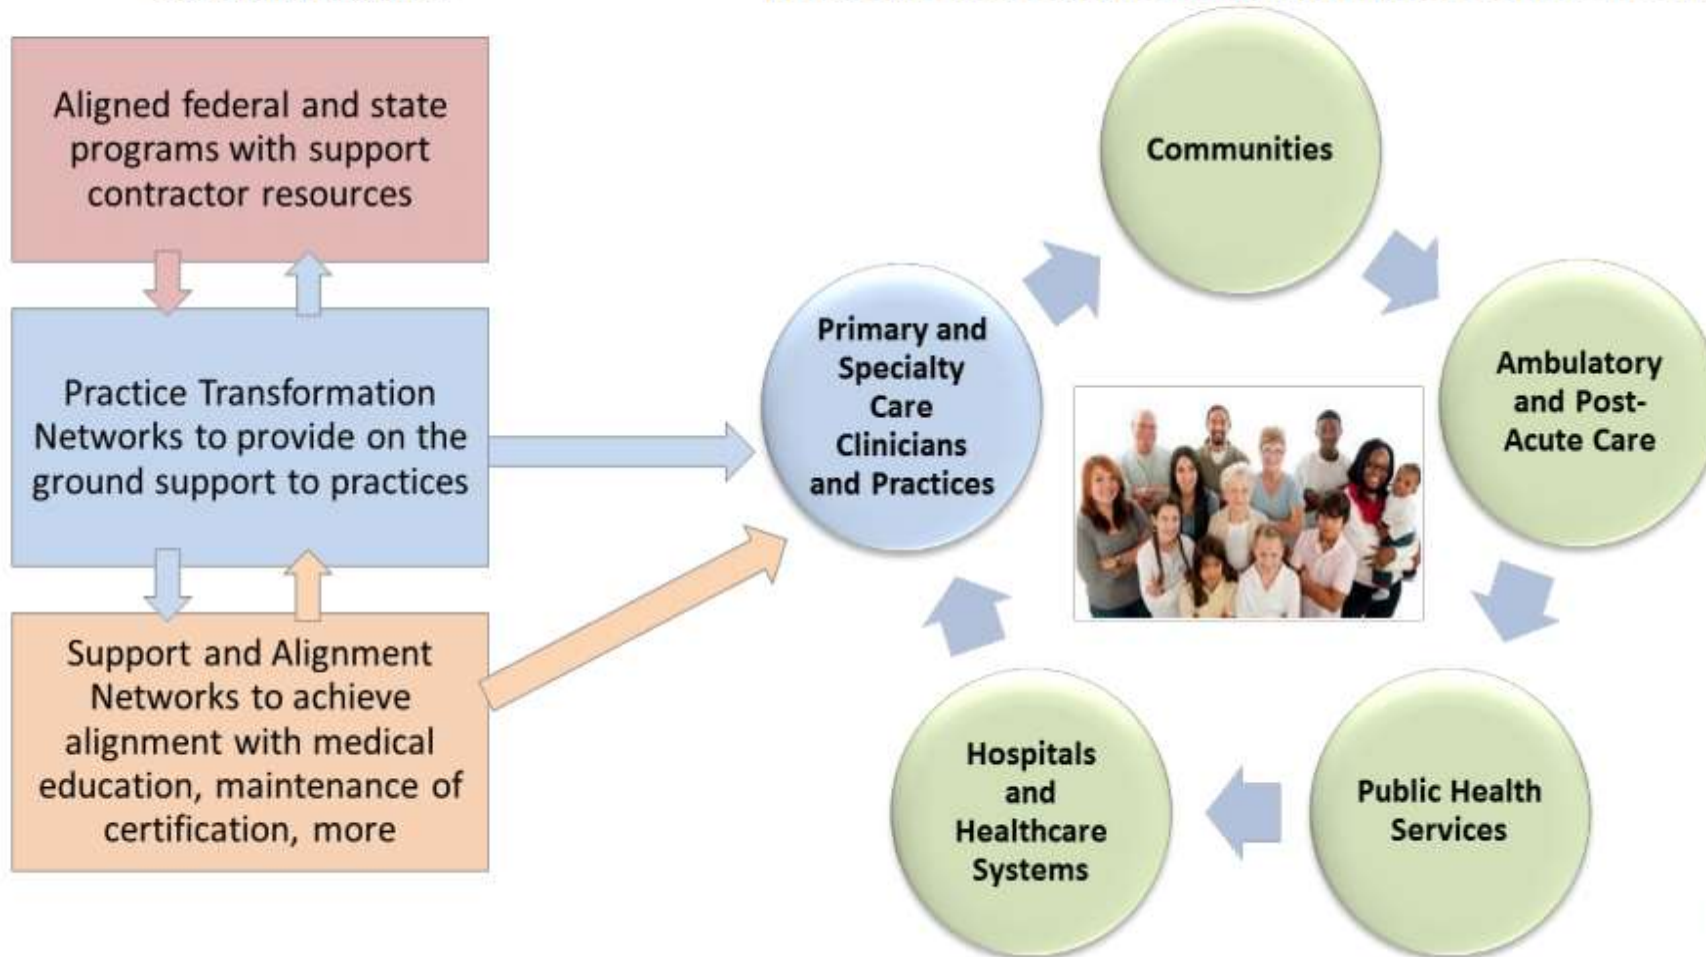 Aligned federal and state
programs with support
contractor resources
Practice Transformation
Networks to provide on the
ground support to practices
Support and Alignment
Networks to achieve
alignment with medical
education, maintenance of
certification, more
Primary and
Specialty
Care
Clinicians
and Practices
Communities
Ambulatory
and Post-
Acute Care
Public Health
Services
Hospitals
and
Healthcare
Systems